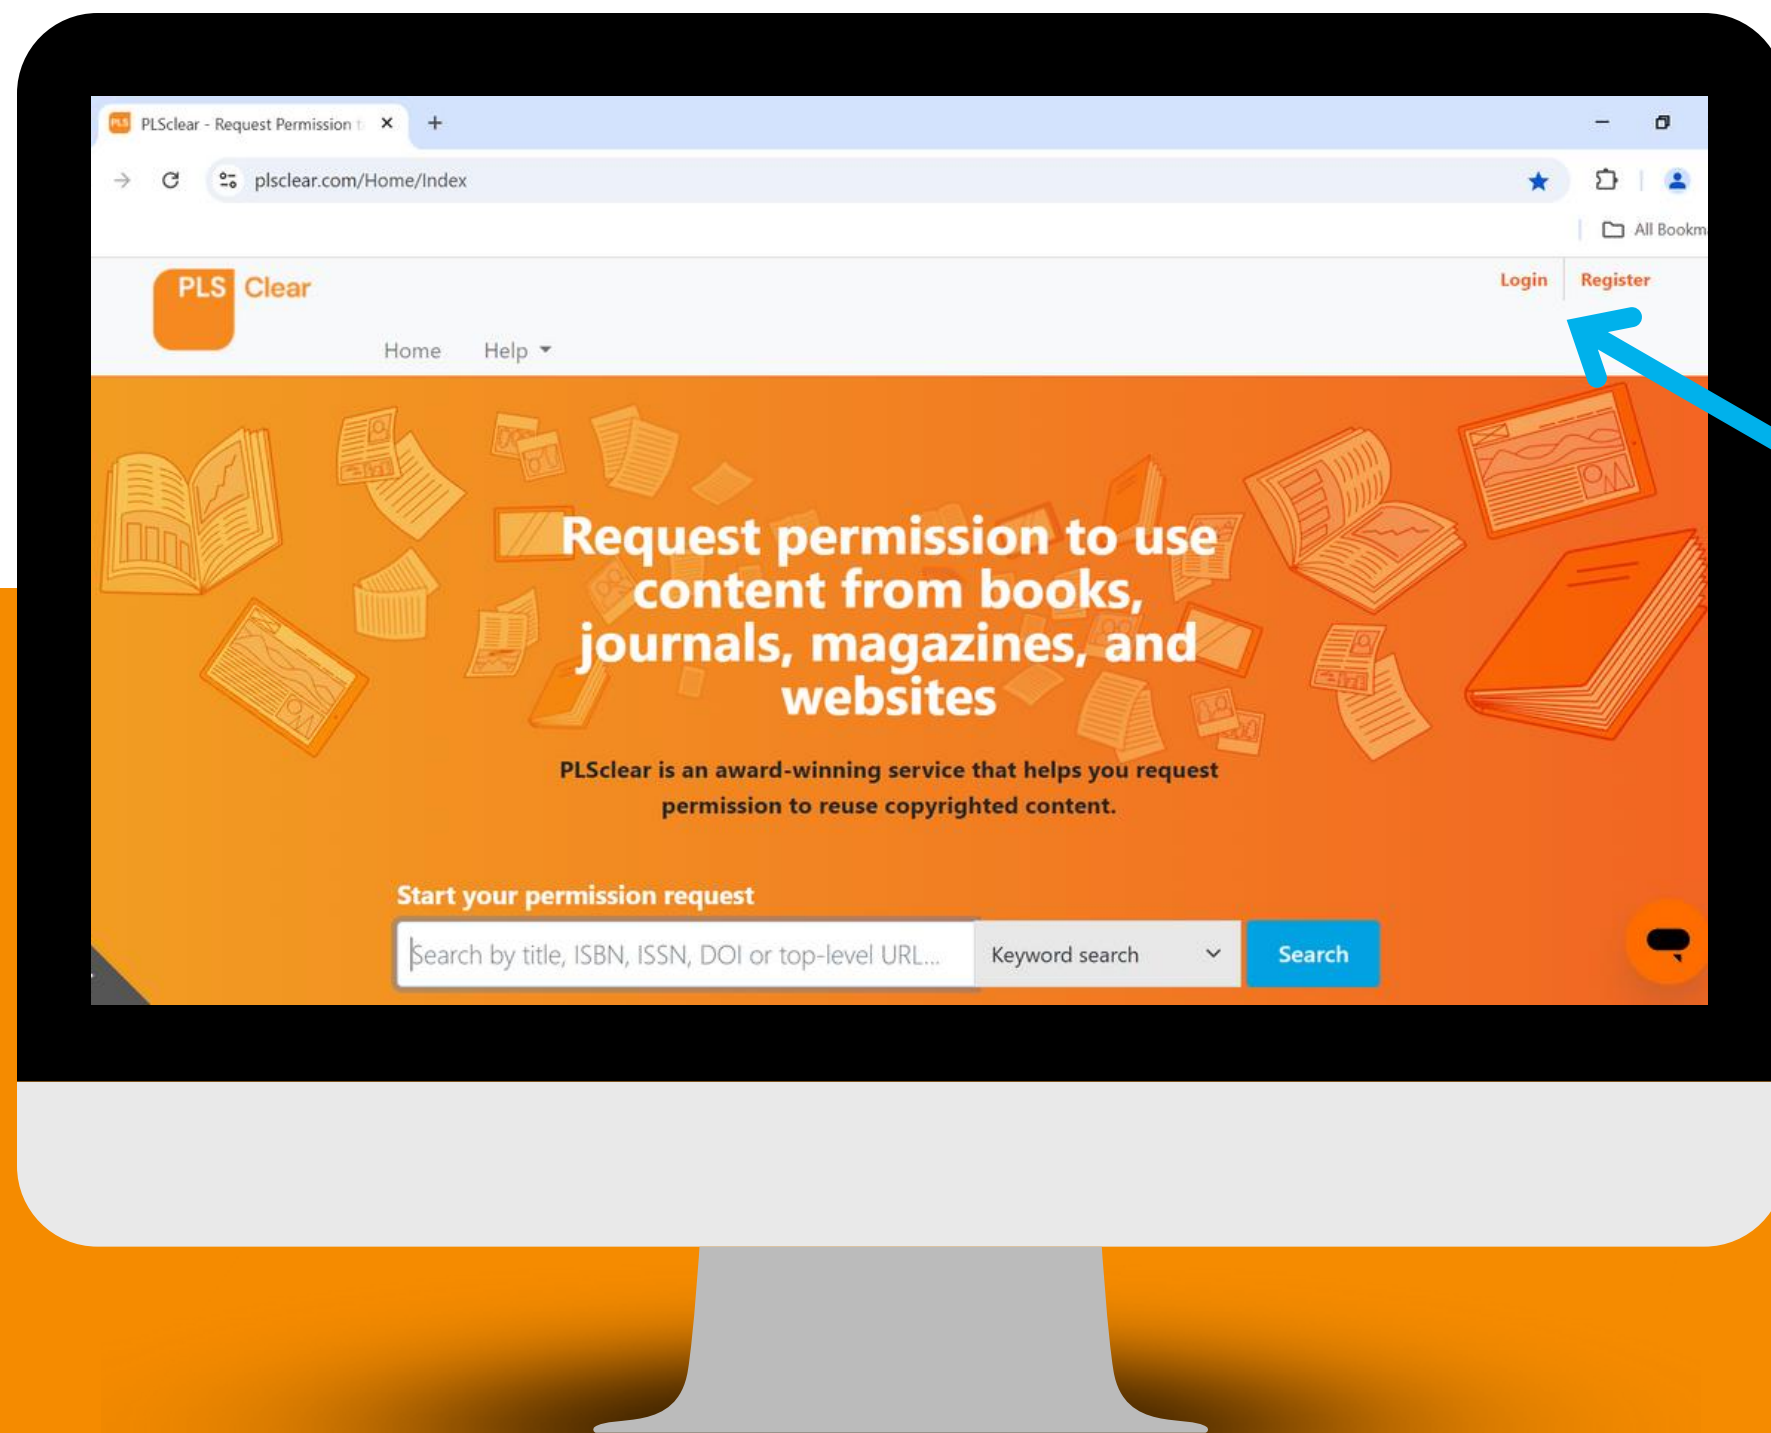 PLS
PLSclear - Request Permission t
plsclear.com/Home/Index
All Bookm
PLS Clear
Login Register
Home Help
Request permission to use
content from books,
journals, magazines, and
websites
PLSclear is an award-winning service that helps you request
permission to reuse copyrighted content.
Start your permission request
Search by title, ISBN, ISSN, DOI or top-level URL...
Keyword search
Search